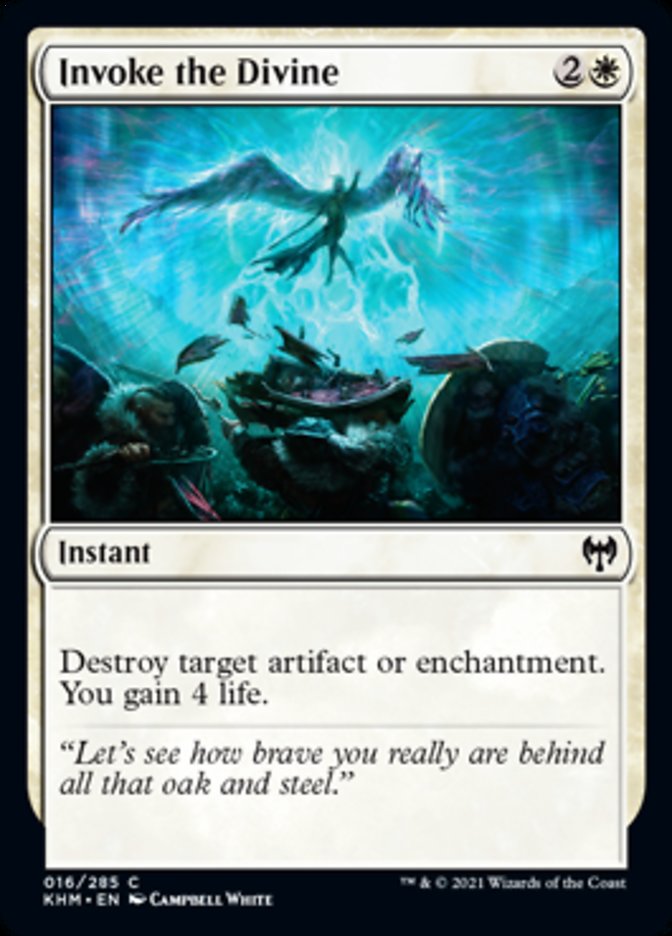 Invoke the Divine 2
Instant
Destroy target artifact or enchantment.
You gain 4 life.
“Let’s see how brave you really are behind
all that oak and steel.”
016/285 C
™ & © 2021 Wizards of the Coast
KHM • EN Campbell White